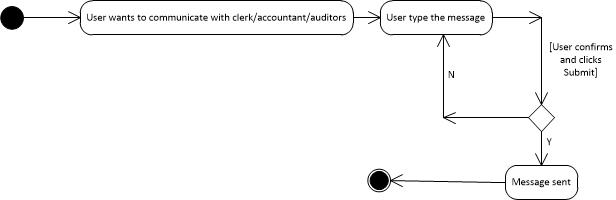 User wants to communicate with clerk/accountant/auditors
User type the message
[User confirms
and clicks
Submit]
N
Y
Message sent